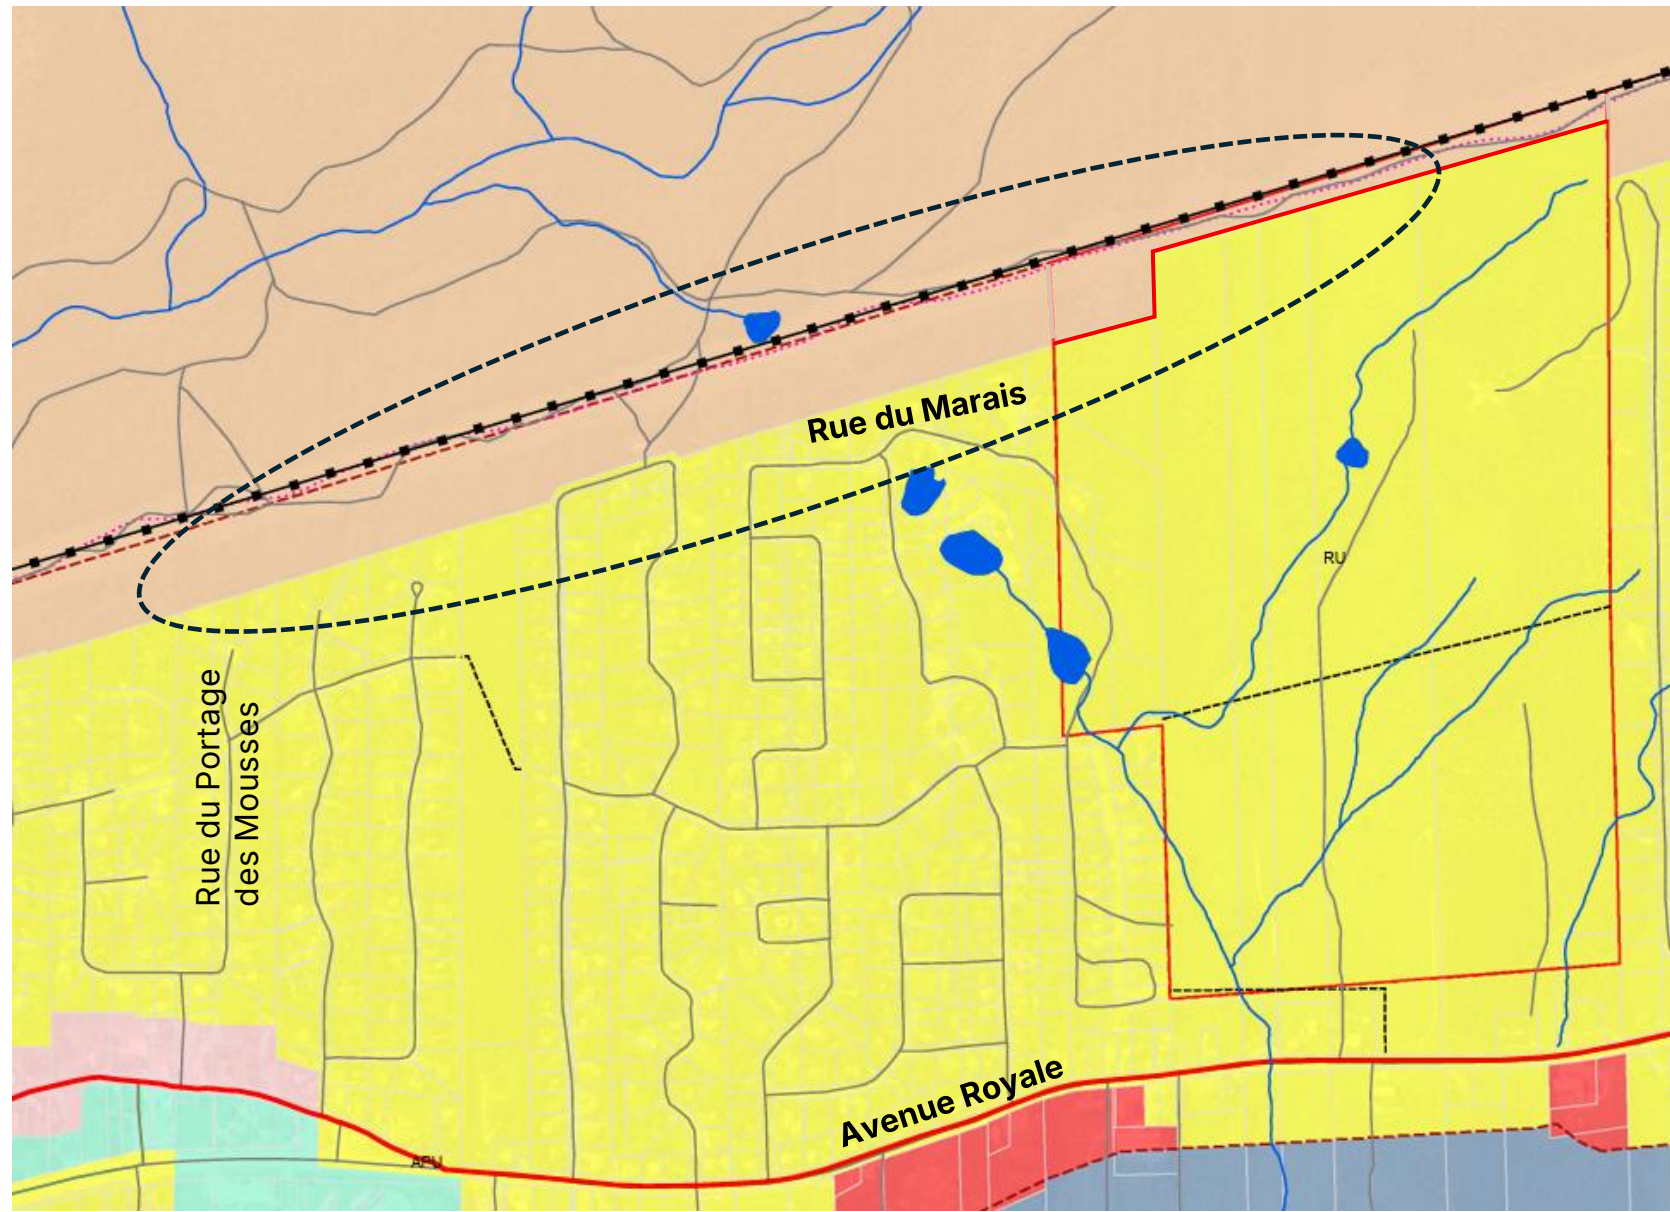 Rue du Marais
RU
Rue du Portage
des Mousses
Avenue Royale
APU